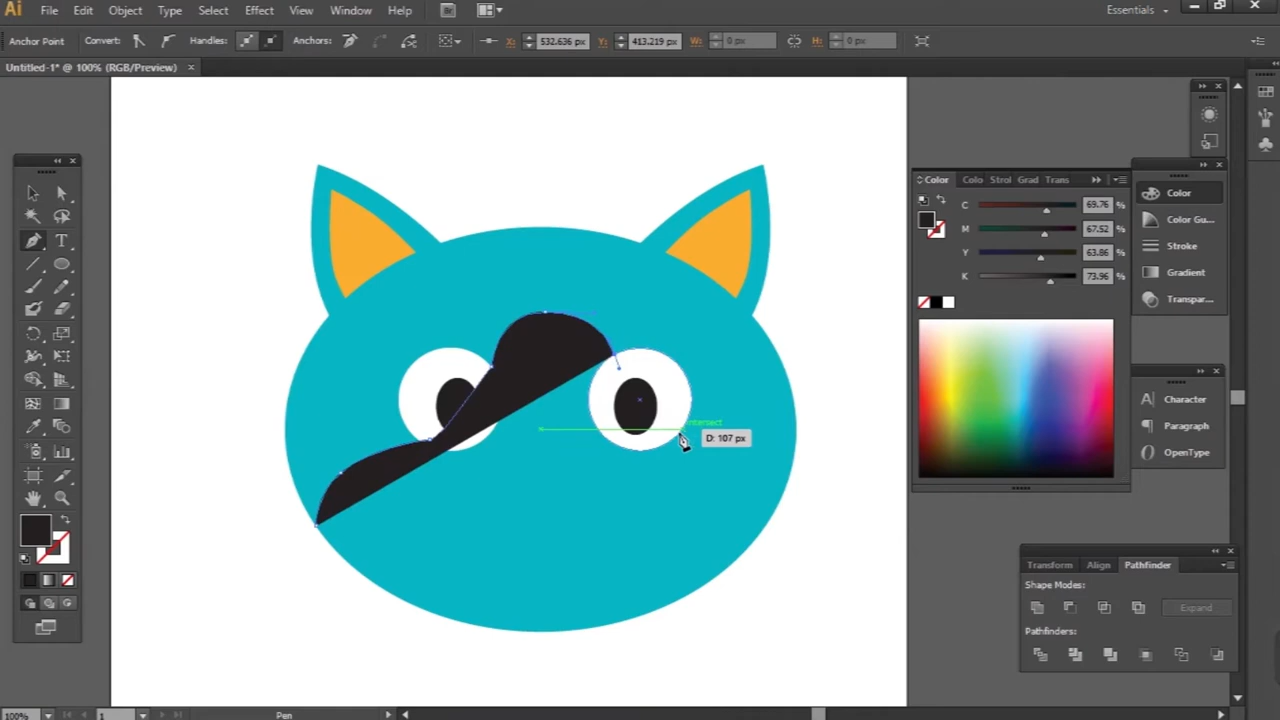 Ai File Edit Object Type Select Effect View Window Help Br Essentials
Anchor Point Convert: Handles: Anchors: X: 532.636 px Y: 413.219 px W: 0 px H: 0 px
Untitled-1* @ 100% (RGB/Preview) ×
Color Colo Strol Grad Trans
C 69.76 %
M 67.52 %
Y 63.86 %
K 73.96 %
Color
Color Gu...
Stroke
Gradient
Transpar...
Character
Paragraph
OpenType
intersect
D: 107 px
Transform Align Pathfinder
Shape Modes:
Expand
Pathfinders:
100% 1 Pen